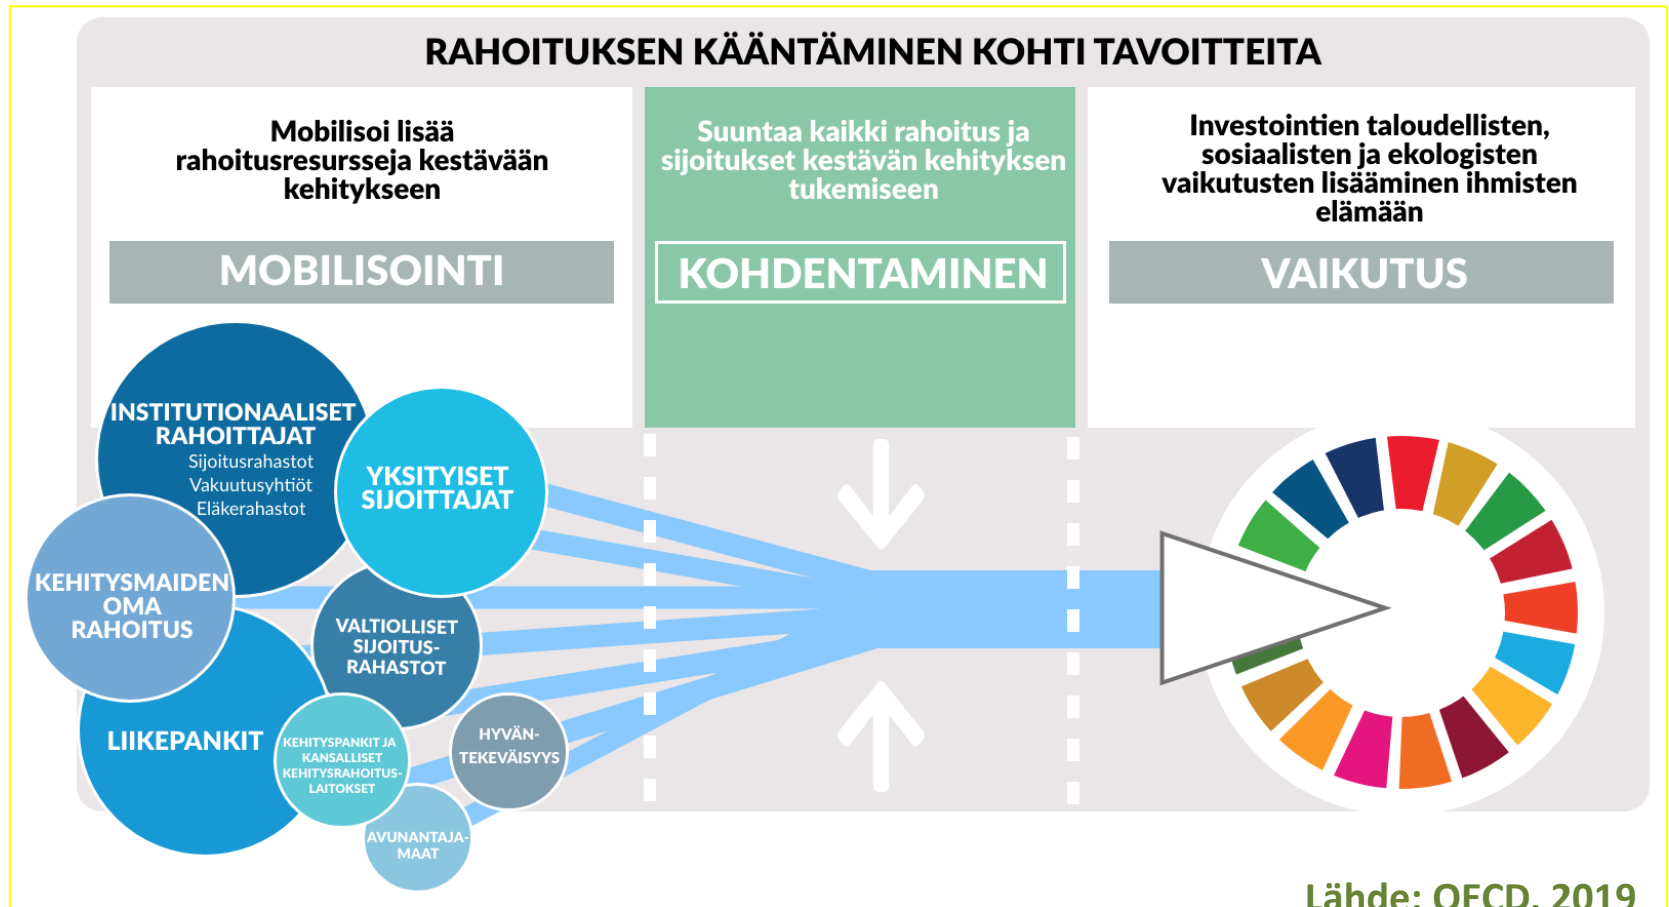 RAHOITUKSEN KÄÄNTÄMINEN KOHTI TAVOITTEITA
Mobilisoi lisää
rahoitusresursseja kestävään
kehitykseen
MOBILISOINTI
Suuntaa kaikki rahoitus ja
sijoitukset kestävän kehityksen
tukemiseen
KOHDENTAMINEN
Investointien taloudellisten,
sosiaalisten ja ekologisten
vaikutusten lisääminen ihmisten
elämään
VAIKUTUS
INSTITUTIONAALISET
RAHOITTAJAT
Sijoitusrahastot
Vakuutusyhtiöt
Eläkerahastot
YKSITYISET
SIJOITTAJAT
KEHITYSMAIDEN
OMA
RAHOITUS
VALTIOLLISET
SIJOITUS-
RAHASTOT
LIIKEPANKIT
KEHITYSPANKIT JA
KANSALLISET
KEHITYSRAHOITUS-
LAITOKSET
HYVÄN-
TEKEVÄISYYS
AVUNANTAJA-
MAAT
Lähde: OECD, 2019